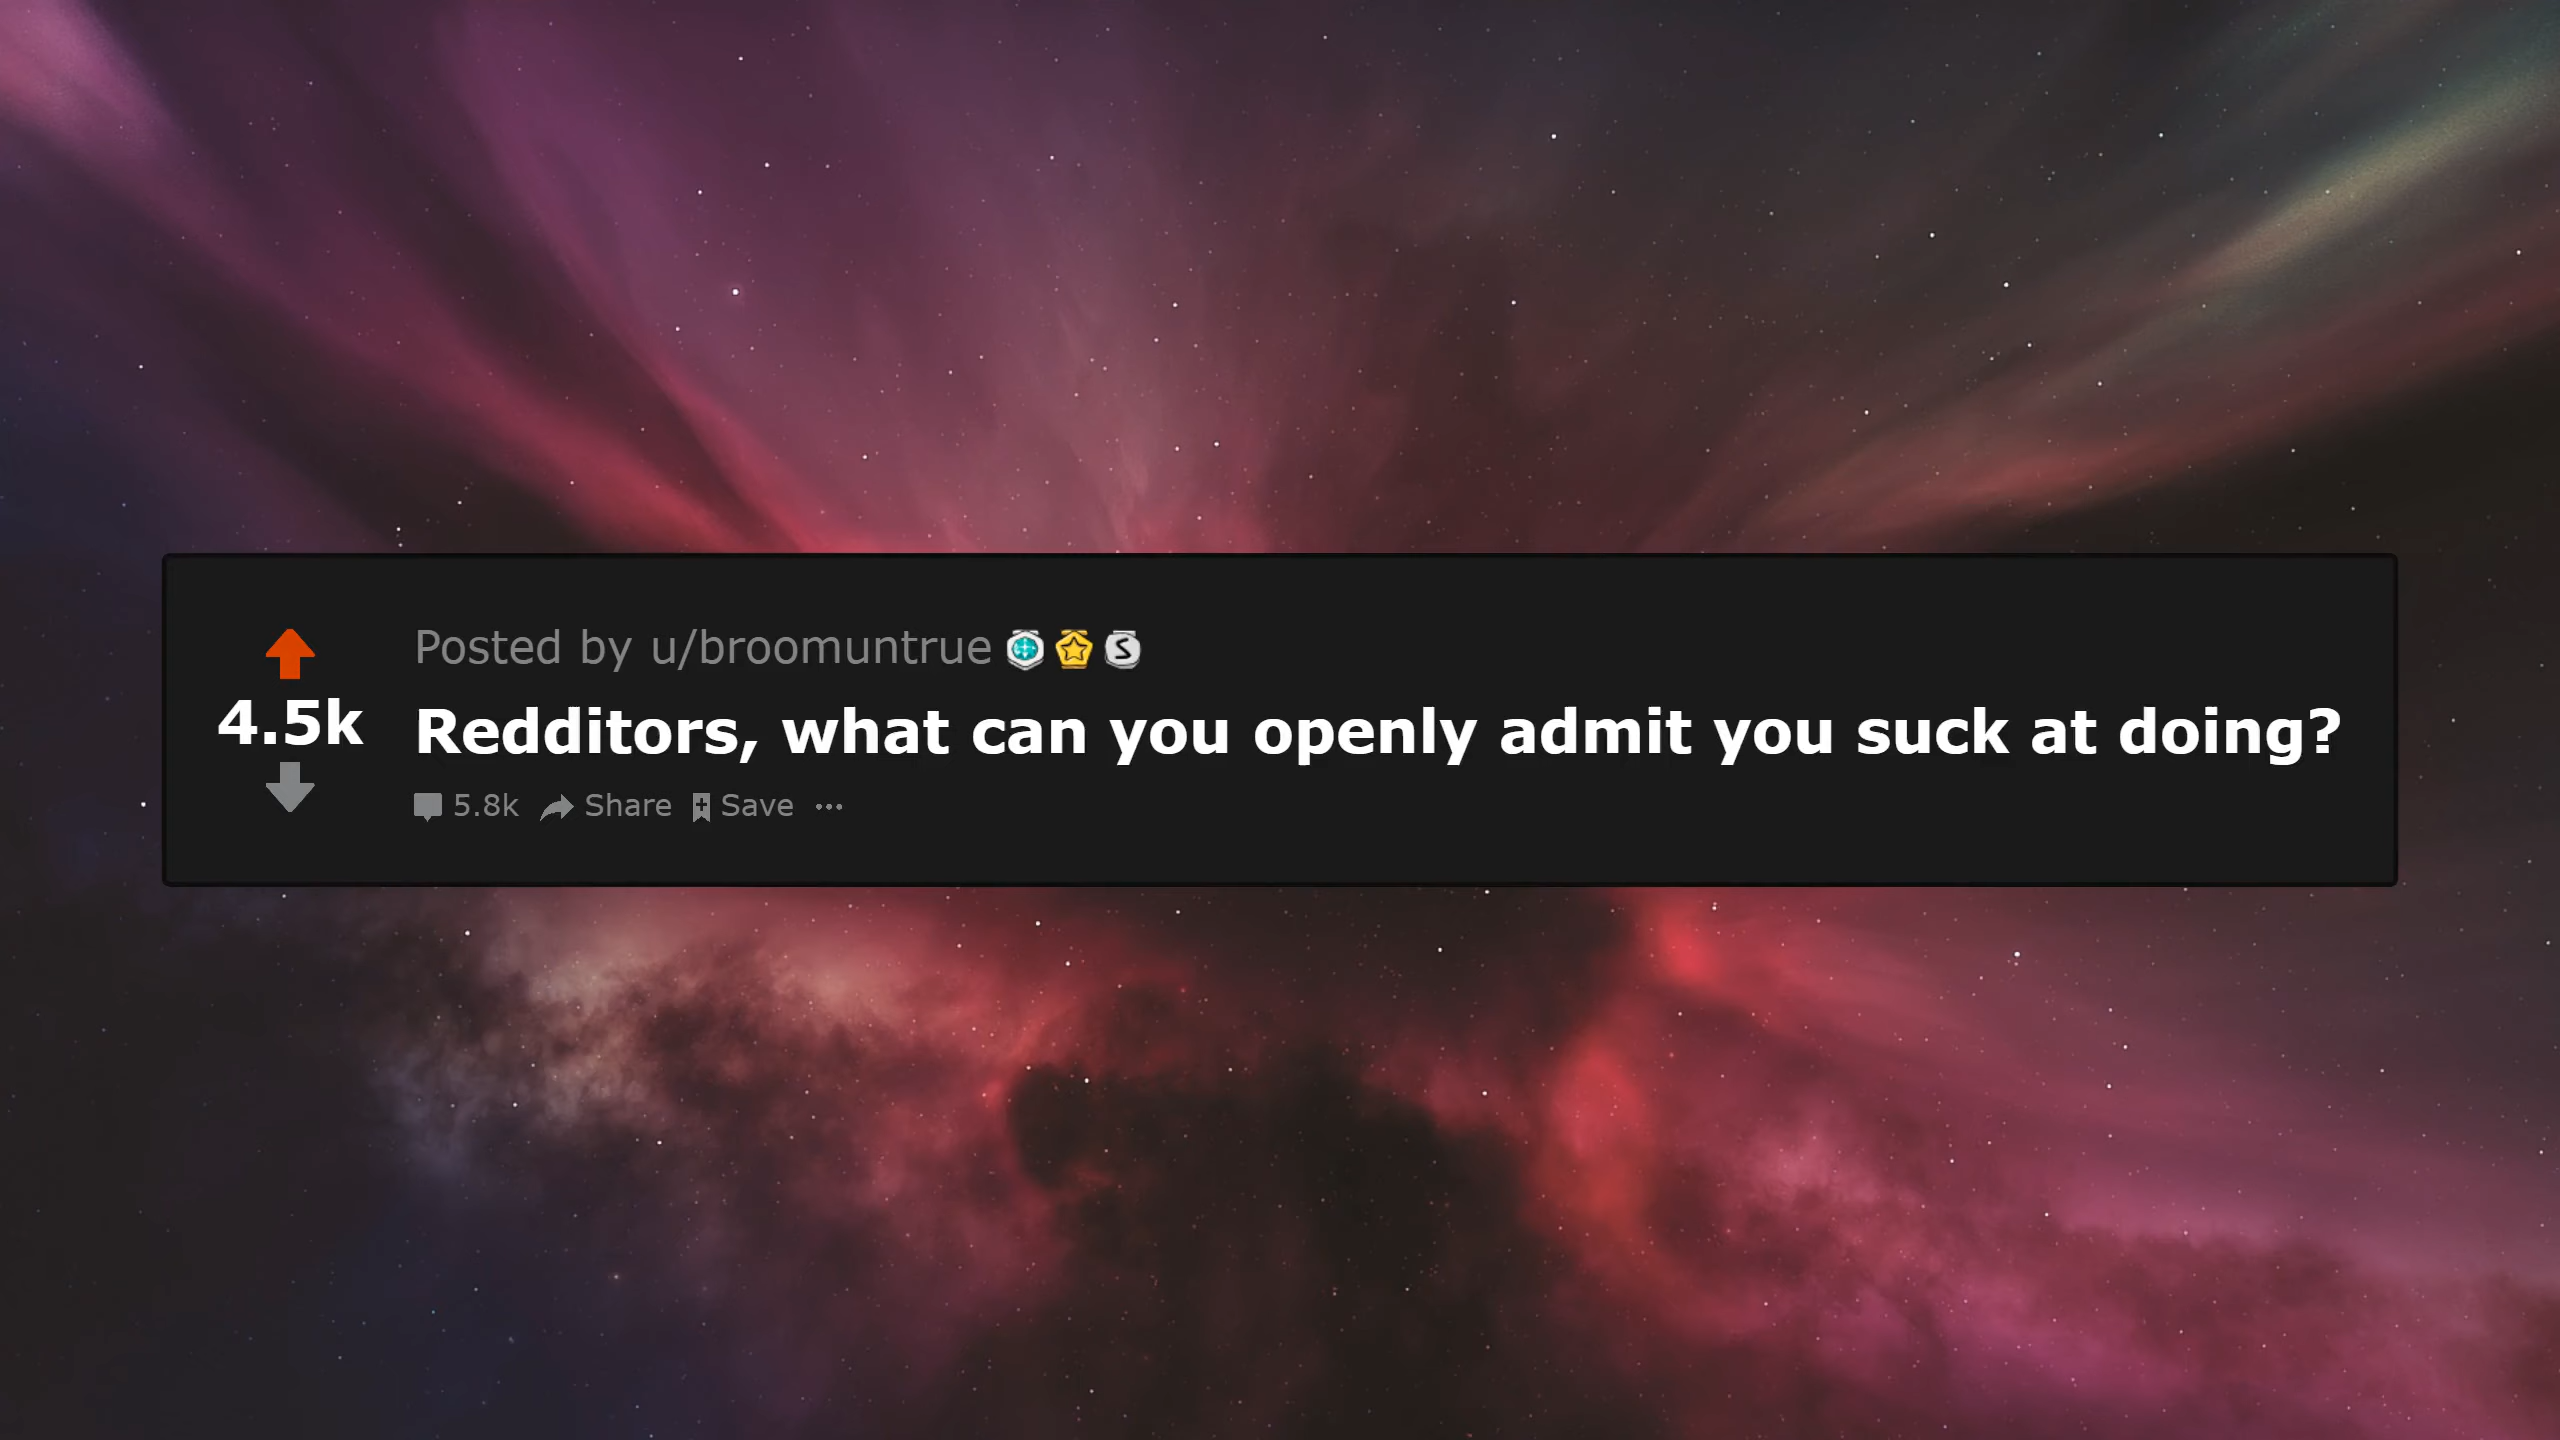 Posted by u/broomuntrue
4.5k
Redditors, what can you openly admit you suck at doing?
5.8k Share Save ...